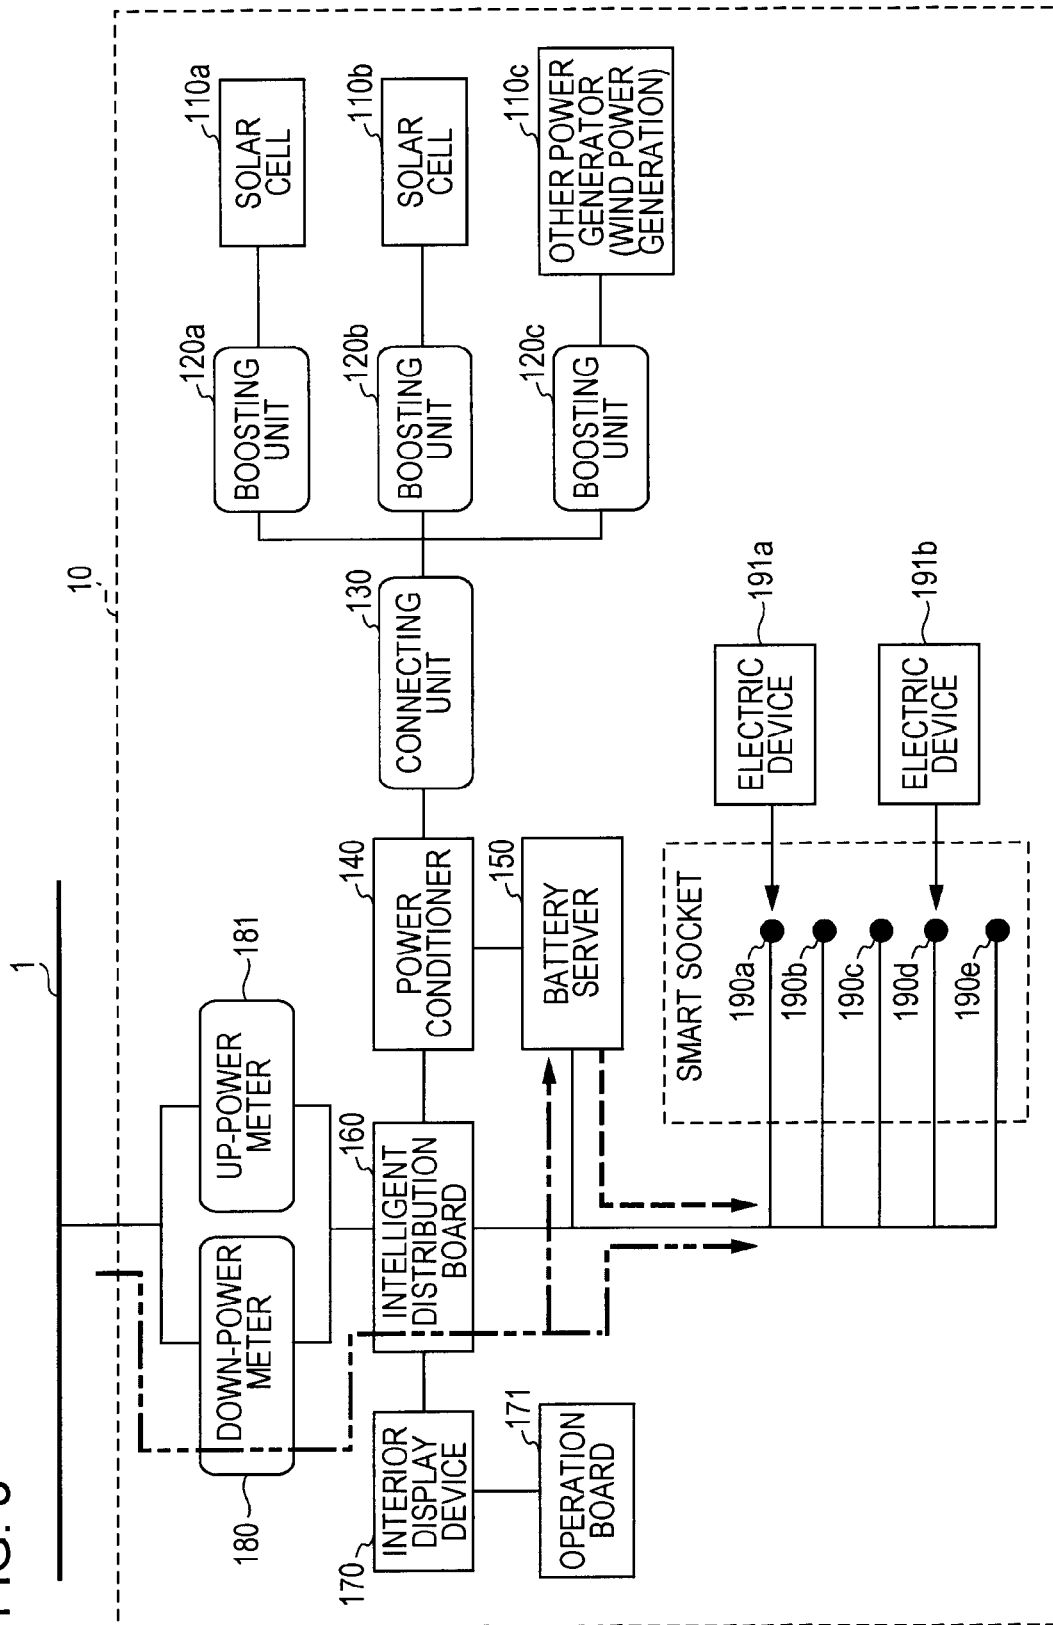 FIG.
1
10
180
DOWN-POWER
METER
UP-POWER
METER
181
170
INTERIOR
DISPLAY
DEVICE
160
INTELLIGENT
DISTRIBUTION
BOARD
140
POWER
CONDITIONER
130
CONNECTING
UNIT
120a
BOOSTING
UNIT
110a
SOLAR
CELL
120b
BOOSTING
UNIT
110b
SOLAR
CELL
120c
BOOSTING
UNIT
110c
OTHER POWER
GENERATOR
(WIND POWER
GENERATION)
171
OPERATION
BOARD
150
BATTERY
SERVER
SMART SOCKET
190a
190b
190c
190d
190e
ELECTRIC
DEVICE
191a
ELECTRIC
DEVICE
191b